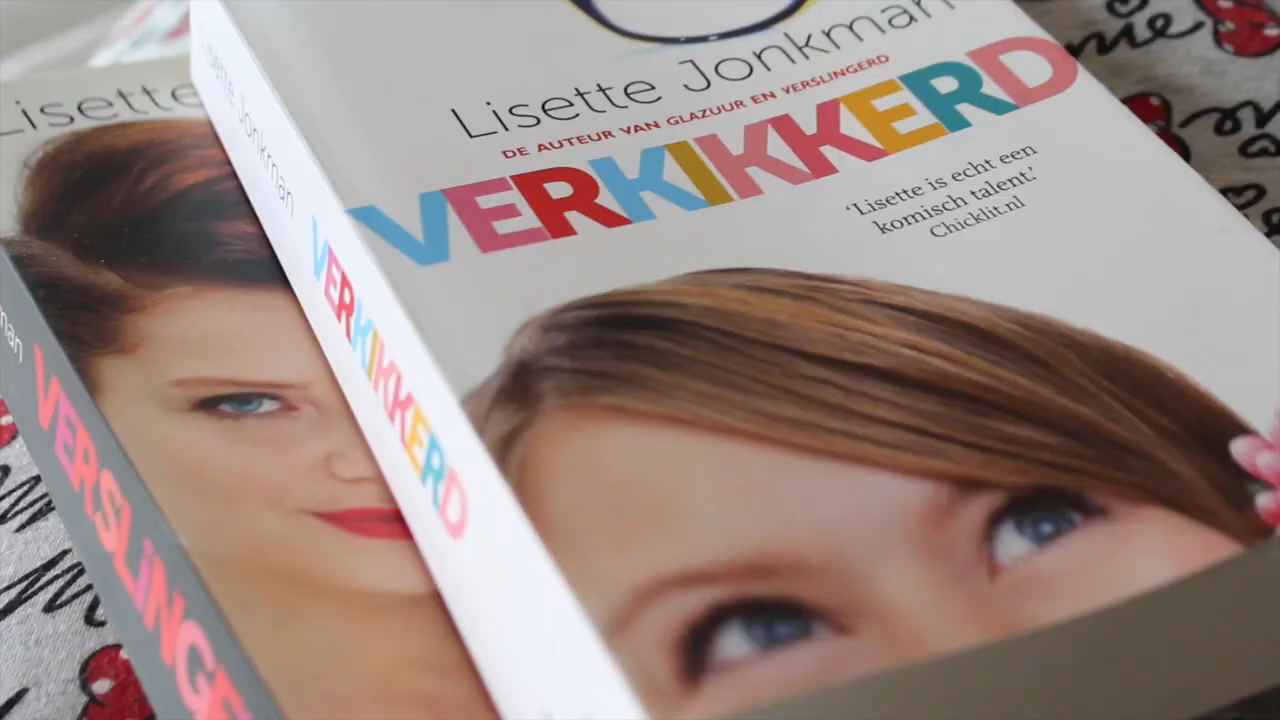 Lisette Jonkman
DE AUTEUR VAN GLAZUUR EN VERSLINGERD
VERKIKKERD
‘Lisette is echt een
komisch talent.’
Chicklit.nl
Lisette Jonkman
VERKIKKERD
Lisette
man
VERSLINGE